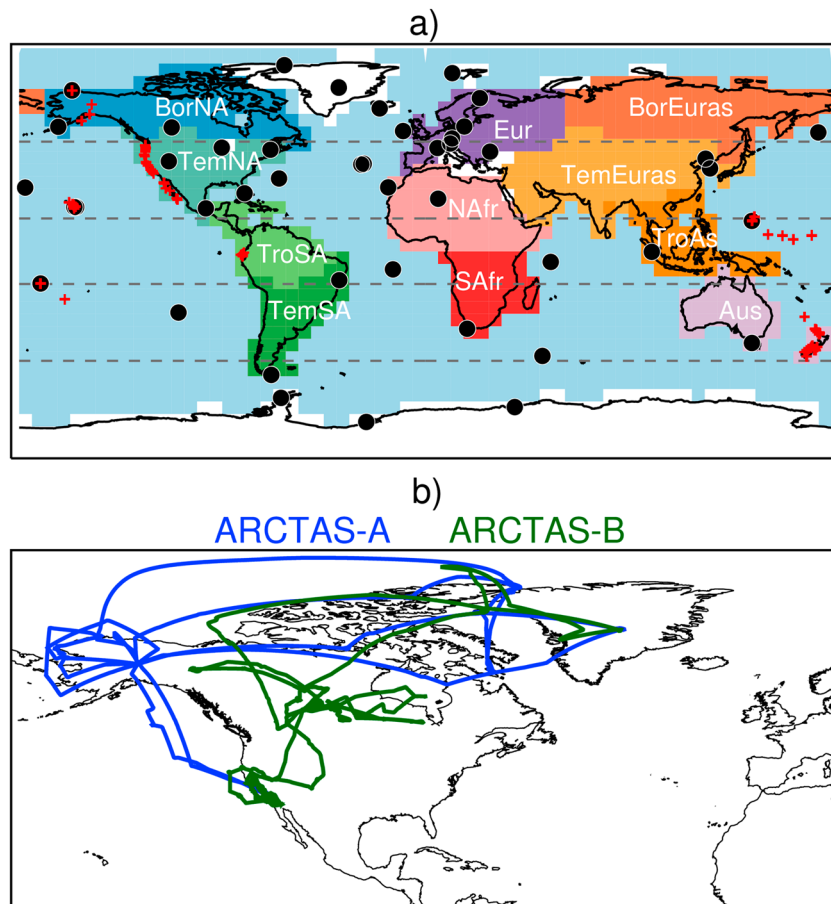 a)
BorNA
BorEuras
Eur
TemNA
TemEuras
NAfr
TroAs
TroSA
SAfr
TemSA
Aus
b)
ARCTAS-A ARCTAS-B